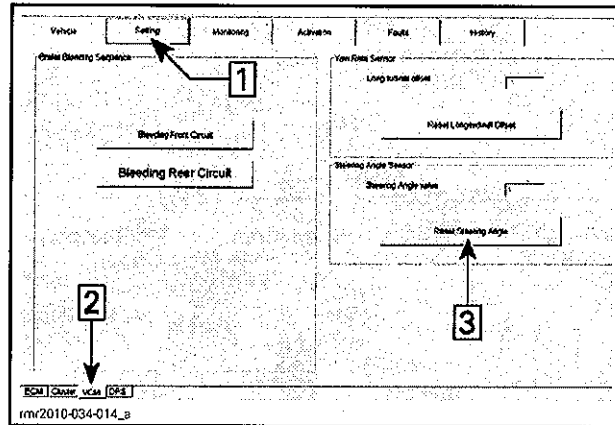 Vehicle Setting Monitoring Activation Faults History
Brake Bleeding Sequence
Yaw Rate Sensor
Longitudinal offset
1
Bleeding Front Circuit
Reset Longitudinal Offset
Bleeding Rear Circuit
Steering Angle Sensor
Steering Angle value
Reset Steering Angle
2
3
ECM Cluster VCM DPS
rmr2010-034-014_a